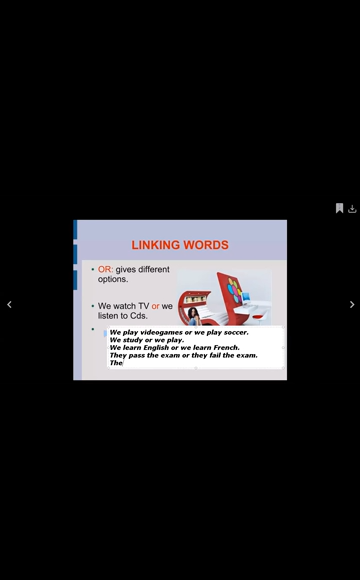 LINKING WORDS
• OR: gives different
options.
• We watch TV or we
listen to Cds.
We play videogames or we play soccer.
We study or we play.
We learn English or we learn French.
They pass the exam or they fail the exam.
The